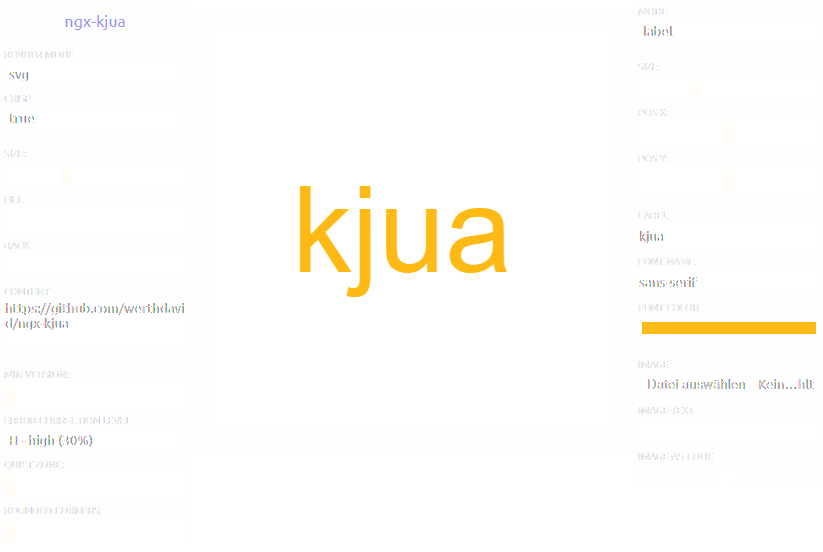 ngx-kjua
RENDER MODE
svg
CRISP
true
SIZE:
FILL
BACK
CONTENT
https://github.com/werthdavi
d/ngx-kjua
MIN VERSION:
ERROR CORRECTION LEVEL
H - high (30%)
QUIET ZONE:
ROUNDED CORNERS:
kjua
MODE
label
SIZE:
POS X:
POS Y:
LABEL
kjua
FONT NAME
sans-serif
FONT COLOR
IMAGE
Datei auswählen Kein...hlt
IMAGE TEXT
IMAGE AS CODE